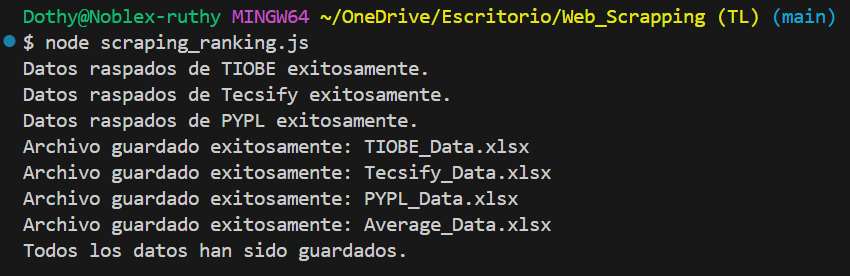 Dothy@Noblex-ruthy MINGW64 ~/OneDrive/Escritorio/Web_Scrapping (TL) (main)
$ node scraping_ranking.js
Datos raspados de TIOBE exitosamente.
Datos raspados de Tecsify exitosamente.
Datos raspados de PYPL exitosamente.
Archivo guardado exitosamente: TIOBE_Data.xlsx
Archivo guardado exitosamente: Tecsify_Data.xlsx
Archivo guardado exitosamente: PYPL_Data.xlsx
Archivo guardado exitosamente: Average_Data.xlsx
Todos los datos han sido guardados.